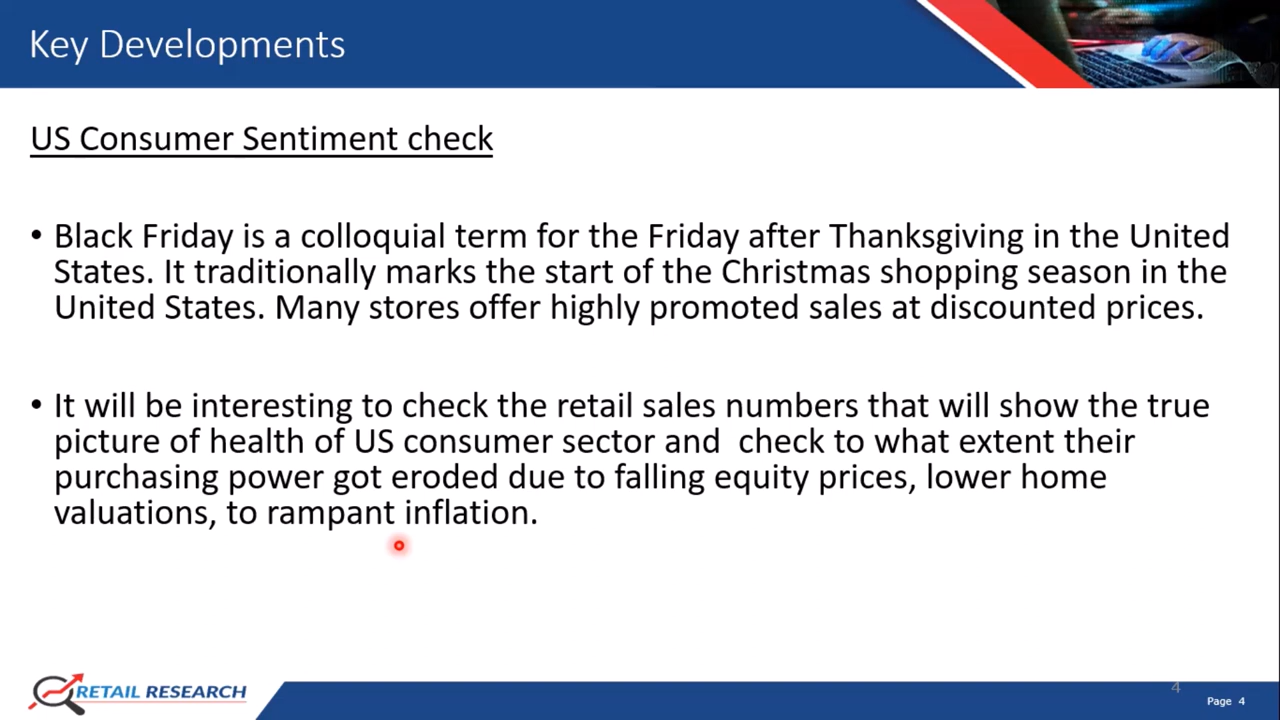 Key Developments
US Consumer Sentiment check
• Black Friday is a colloquial term for the Friday after Thanksgiving in the United
States. It traditionally marks the start of the Christmas shopping season in the
United States. Many stores offer highly promoted sales at discounted prices.
• It will be interesting to check the retail sales numbers that will show the true
picture of health of US consumer sector and  check to what extent their
purchasing power got eroded due to falling equity prices, lower home
valuations, to rampant inflation.
RETAIL RESEARCH
4
Page 4